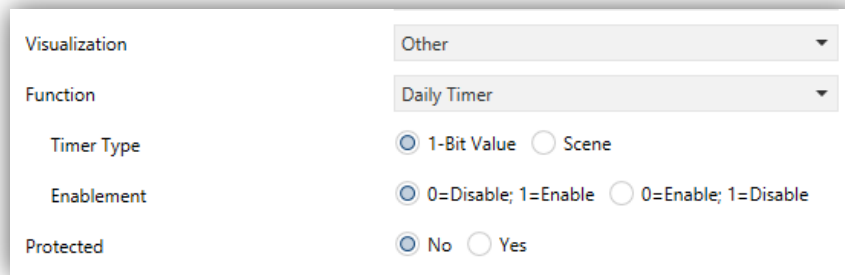 Visualization Other
Function Daily Timer
Timer Type 1-Bit Value Scene
Enablement 0=Disable; 1=Enable 0=Enable; 1=Disable
Protected No Yes